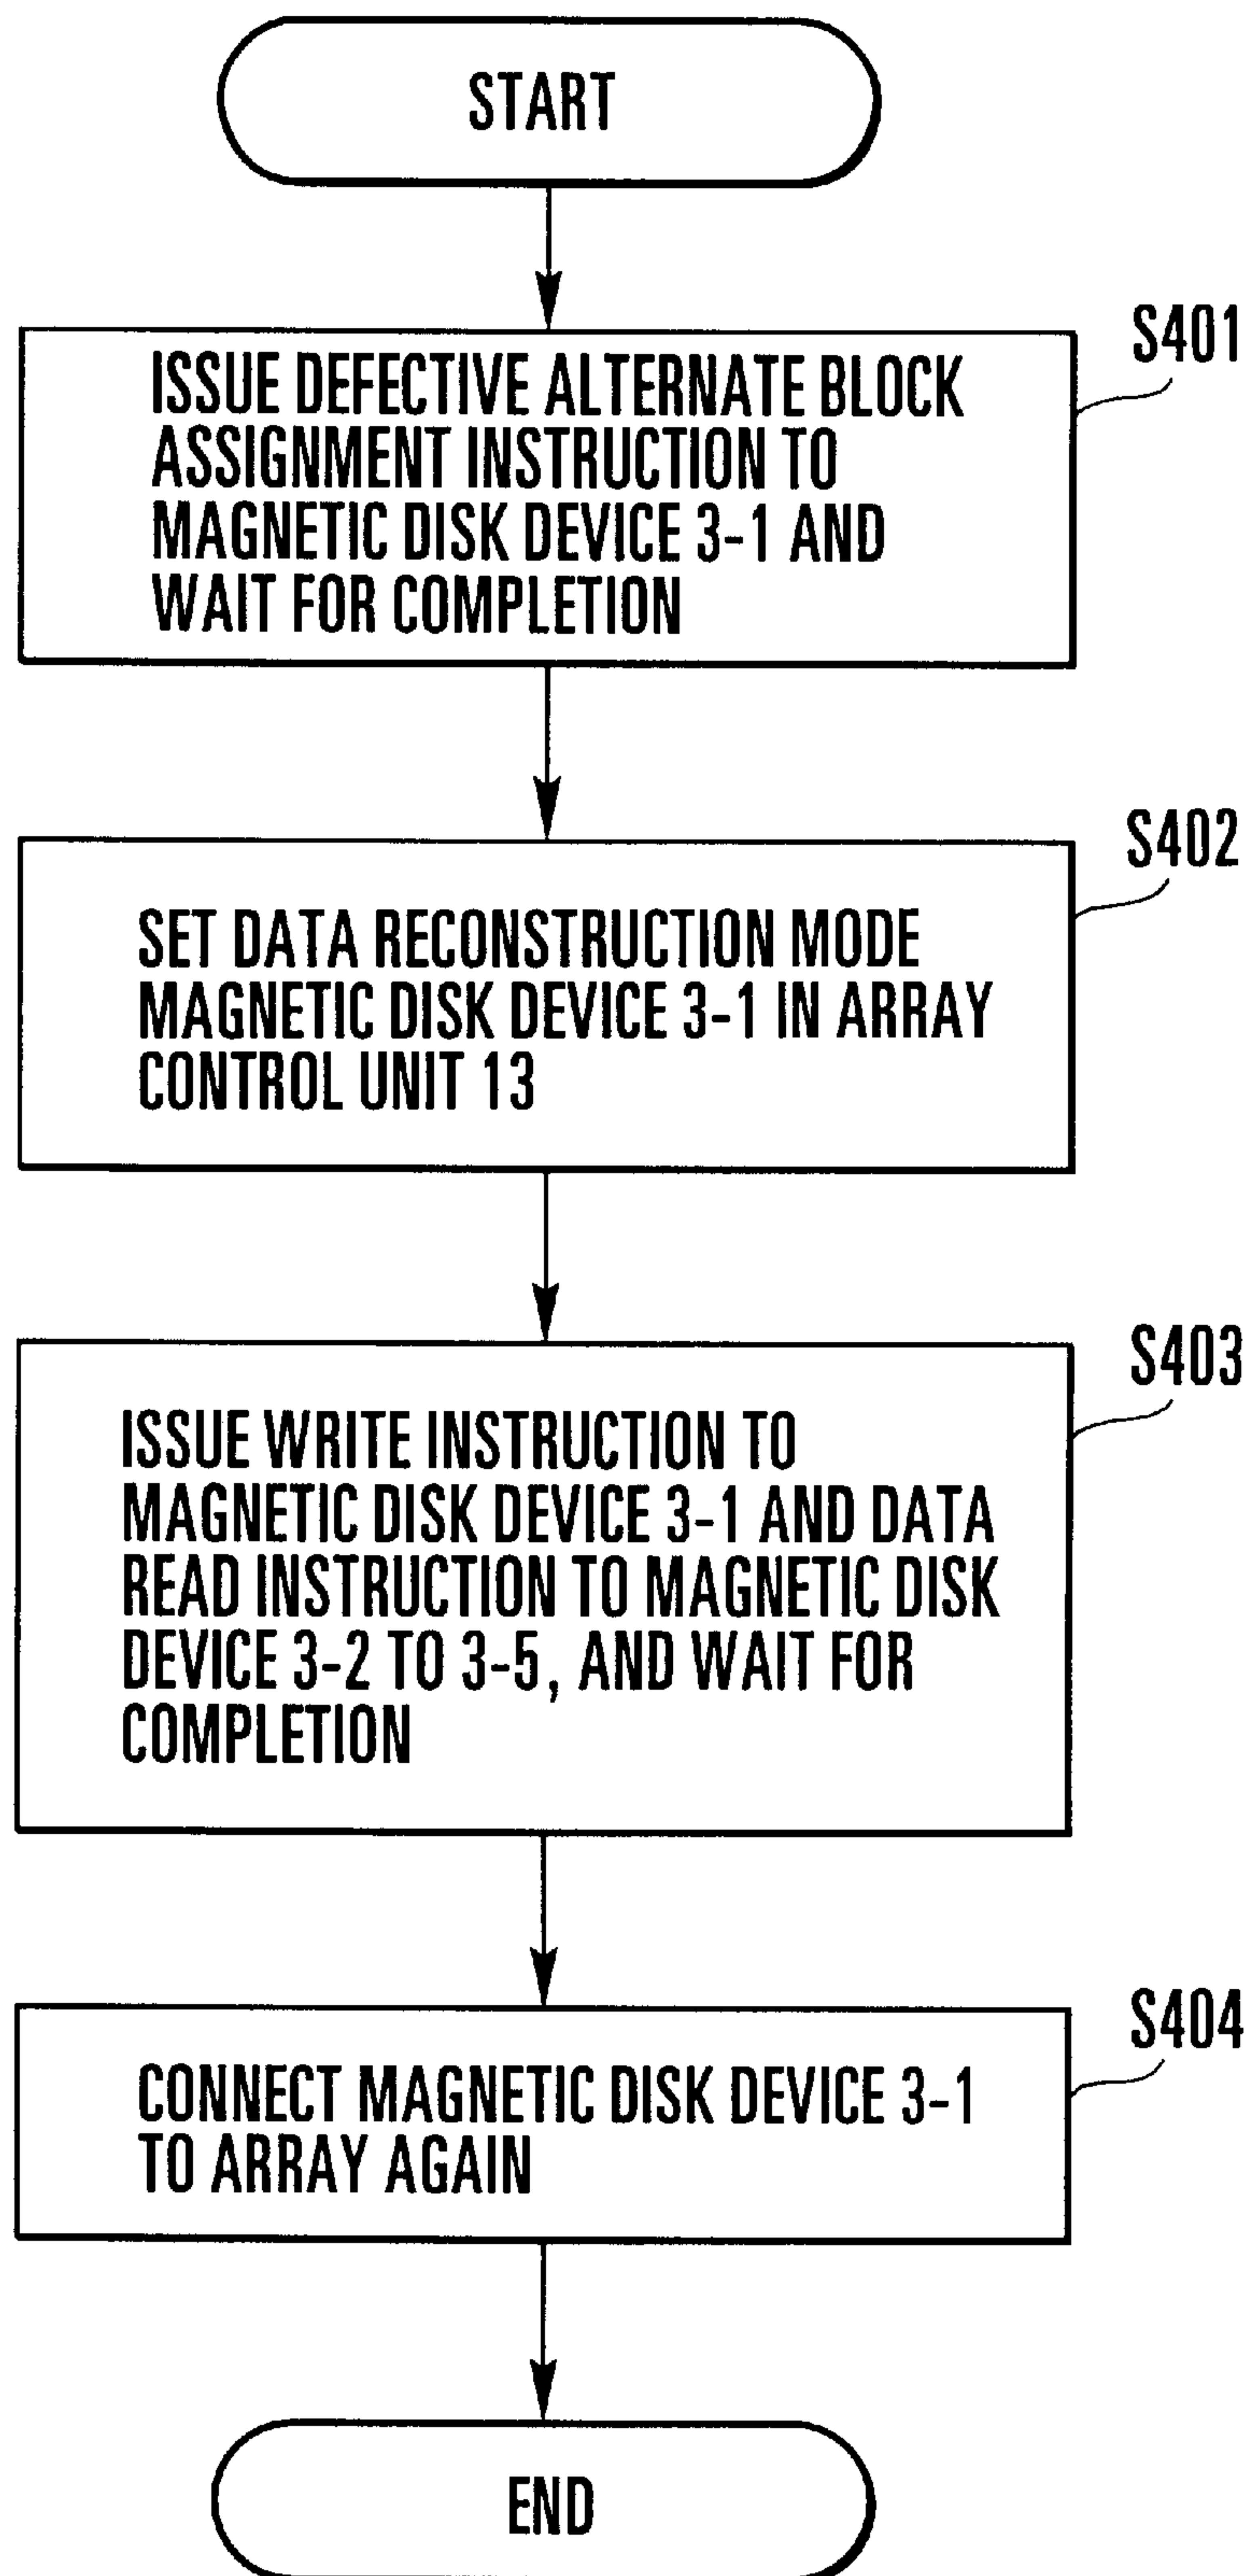 START
S401
ISSUE DEFECTIVE ALTERNATE BLOCK
ASSIGNMENT INSTRUCTION TO
MAGNETIC DISK DEVICE 3-1 AND
WAIT FOR COMPLETION
S402
SET DATA RECONSTRUCTION MODE
MAGNETIC DISK DEVICE 3-1 IN ARRAY
CONTROL UNIT 13
S403
ISSUE WRITE INSTRUCTION TO
MAGNETIC DISK DEVICE 3-1 AND DATA
READ INSTRUCTION TO MAGNETIC DISK
DEVICE 3-2 TO 3-5, AND WAIT FOR
COMPLETION
S404
CONNECT MAGNETIC DISK DEVICE 3-1
TO ARRAY AGAIN
END